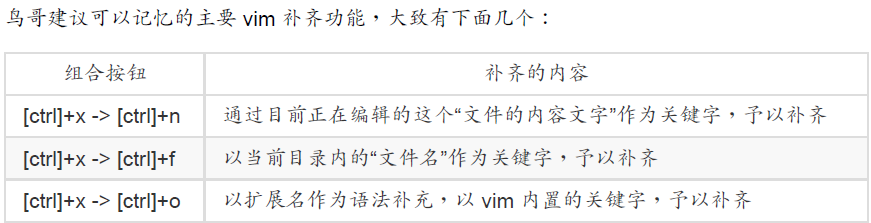 鸟哥建议可以记忆的主要 vim 补齐功能，大致有下面几个：
组合按钮 补齐的内容
[ctrl]+x -> [ctrl]+n 通过目前正在编辑的这个“文件的内容文字”作为关键字，予以补齐
[ctrl]+x -> [ctrl]+f 以当前目录内的“文件名”作为关键字，予以补齐
[ctrl]+x -> [ctrl]+o 以扩展名作为语法补充，以 vim 内置的关键字，予以补齐